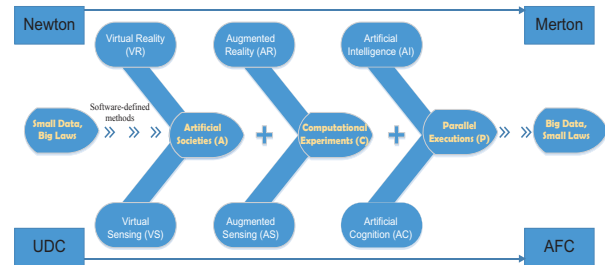 Newton
Merton
Virtual Reality
(VR)
Augmented
Reality (AR)
Artificial
Intelligence (AI)
Small Data,
Big Laws
Software-defined
methods
Artificial
Societies (A)
+
Computational
Experiments (C)
+
Parallel
Executions (P)
Big Data,
Small Laws
Virtual
Sensing (VS)
Augmented
Sensing (AS)
Artificial
Cognition (AC)
UDC
AFC